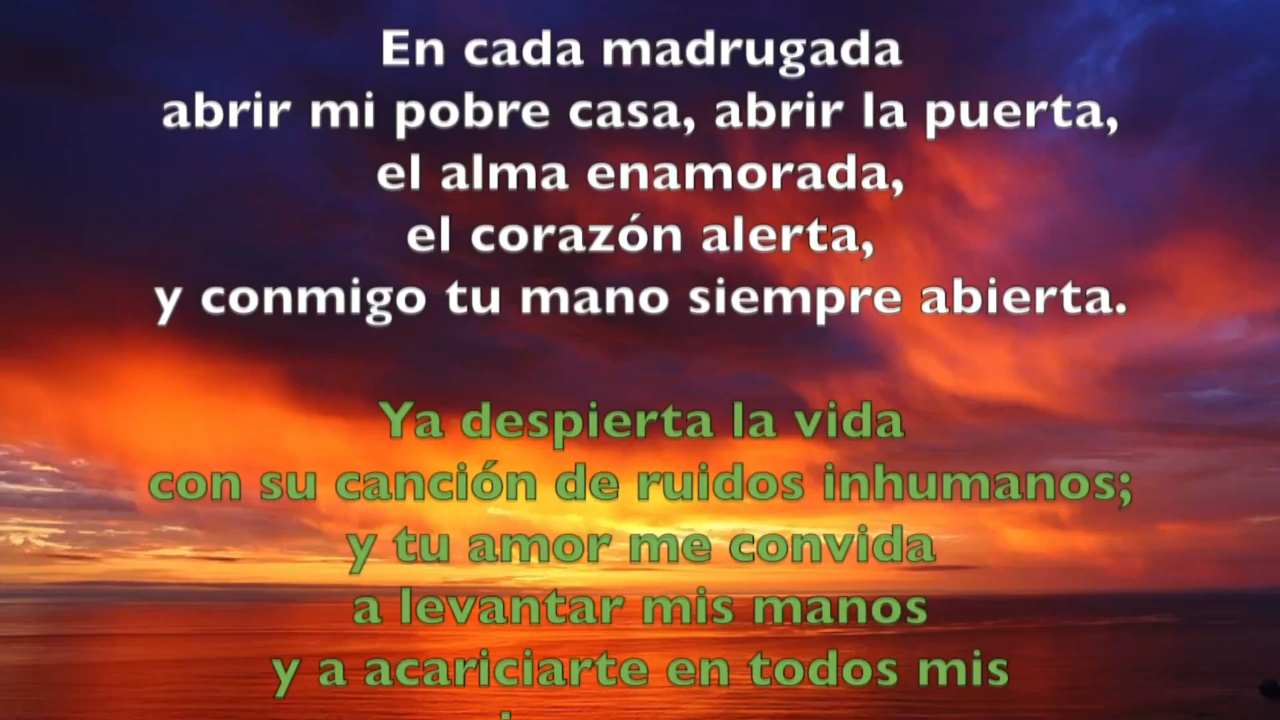 En cada madrugada
abrir mi pobre casa, abrir la puerta,
el alma enamorada,
el corazón alerta,
y conmigo tu mano siempre abierta.
Ya despierta la vida
con su canción de ruidos inhumanos;
y tu amor me convida
a levantar mis manos
y a acariciarte en todos mis